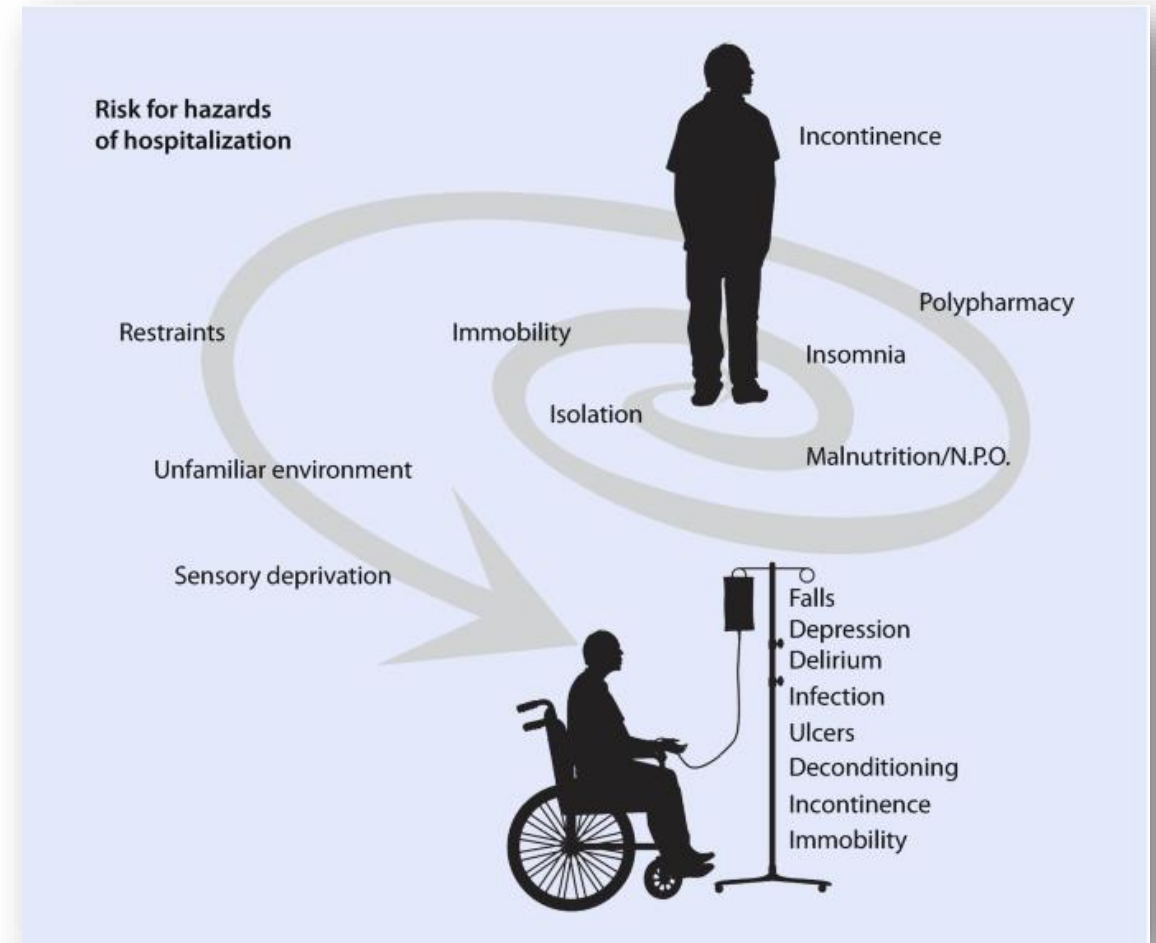 Risk for hazards
of hospitalization
Incontinence
Polypharmacy
Restraints
Immobility
Insomnia
Isolation
Malnutrition/N.P.O.
Unfamiliar environment
Sensory deprivation
Falls
Depression
Delirium
Infection
Ulcers
Deconditioning
Incontinence
Immobility